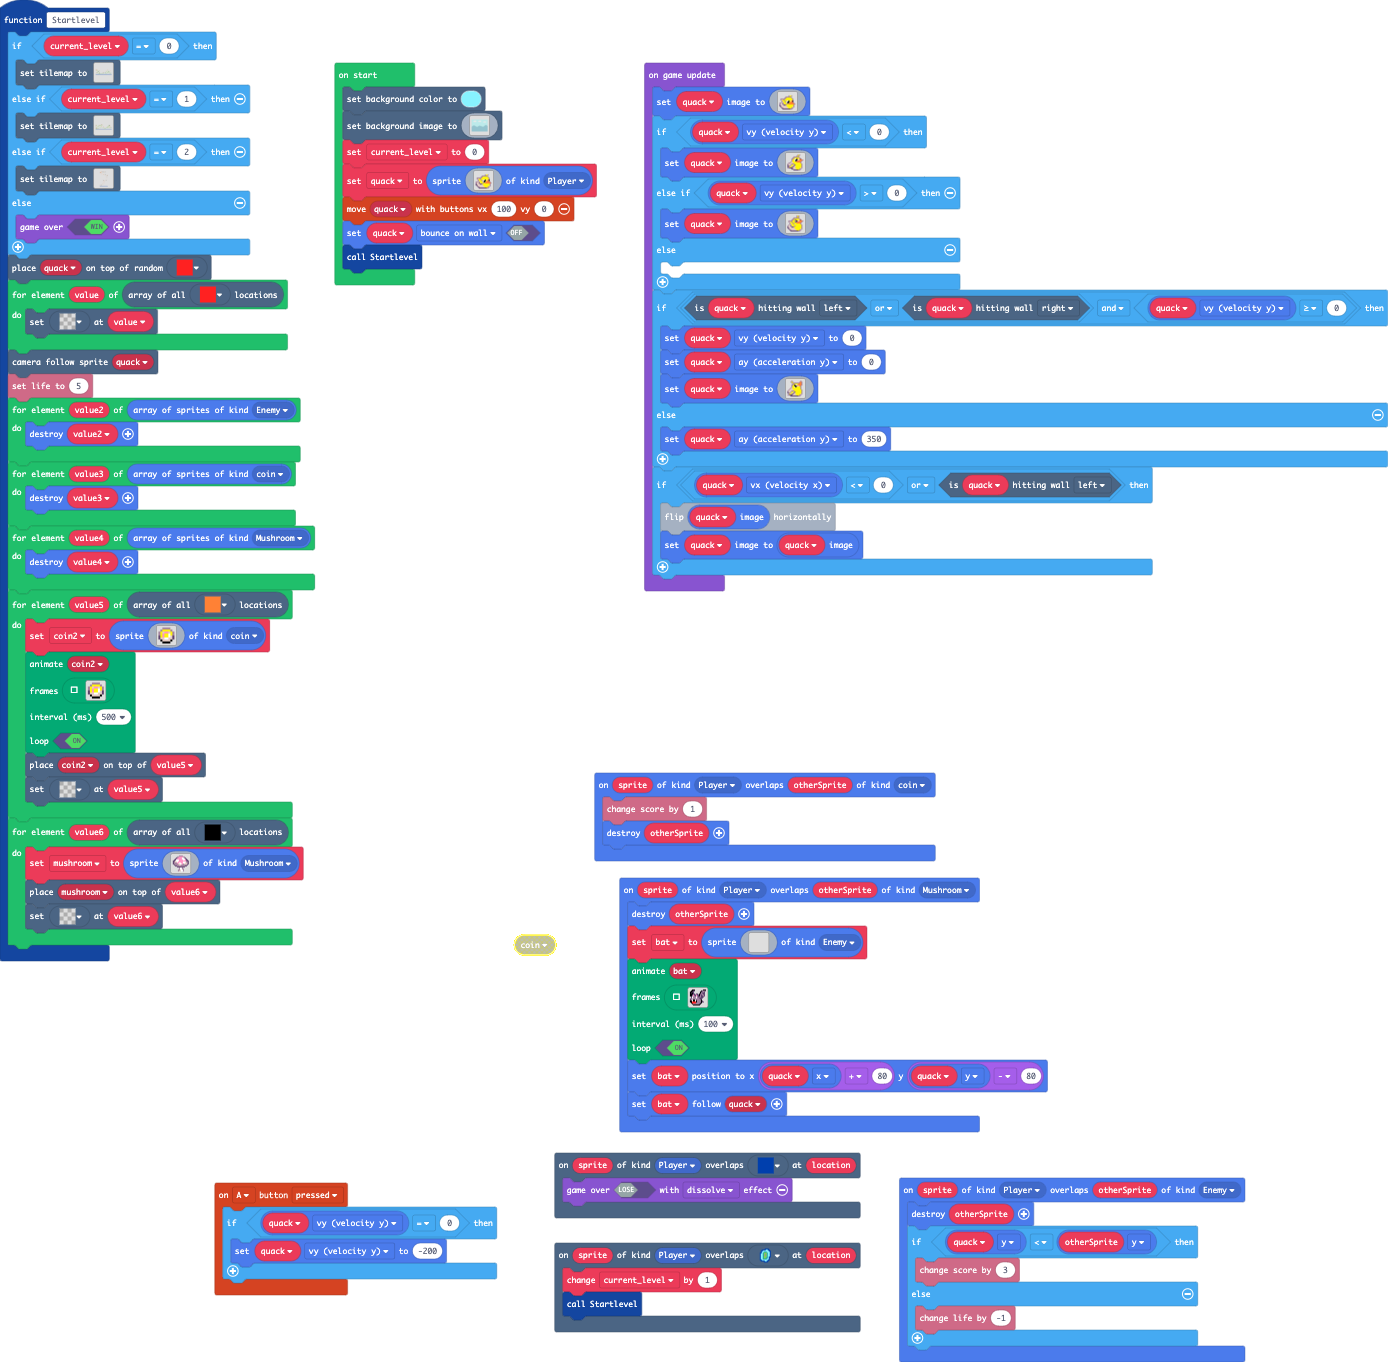 function Startlevel
if current_level = 0 then
set tilemap to
else if current_level = 1 then
set tilemap to
else if current_level = 2 then
set tilemap to
else
game over WIN
place quack on top of random
for element value of array of all locations
do set at value
camera follow sprite quack
set life to 5
for element value2 of array of sprites of kind Enemy
do destroy value2
for element value3 of array of sprites of kind coin
do destroy value3
for element value4 of array of sprites of kind Mushroom
do destroy value4
for element value5 of array of all locations
do set coin2 to sprite of kind coin
animate coin2
frames
interval (ms) 500
loop ON
place coin2 on top of value5
set at value5
for element value6 of array of all locations
do set mushroom to sprite of kind Mushroom
place mushroom on top of value6
set at value6
on start
set background color to
set background image to
set current_level to 0
set quack to sprite of kind Player
move quack with buttons vx 100 vy 0
set quack bounce on wall OFF
call Startlevel
on game update
set quack image to
if quack vy (velocity y) < 0 then
set quack image to
else if quack vy (velocity y) > 0 then
set quack image to
else
if is quack hitting wall left or is quack hitting wall right and quack vy (velocity y) ≥ 0 then
set quack vy (velocity y) to 0
set quack ay (acceleration y) to 0
set quack image to
else
set quack ay (acceleration y) to 350
if quack vx (velocity x) < 0 or is quack hitting wall left then
flip quack image horizontally
set quack image to quack image
on sprite of kind Player overlaps otherSprite of kind coin
change score by 1
destroy otherSprite
on sprite of kind Player overlaps otherSprite of kind Mushroom
destroy otherSprite
set bat to sprite of kind Enemy
animate bat
frames
interval (ms) 100
loop ON
set bat position to x quack x + 80 y quack y - 80
set bat follow quack
coin
on A button pressed
if quack vy (velocity y) = 0 then
set quack vy (velocity y) to -200
on sprite of kind Player overlaps at location
game over LOSE with dissolve effect
on sprite of kind Player overlaps at location
change current_level by 1
call Startlevel
on sprite of kind Player overlaps otherSprite of kind Enemy
destroy otherSprite
if quack y < otherSprite y then
change score by 3
else
change life by -1